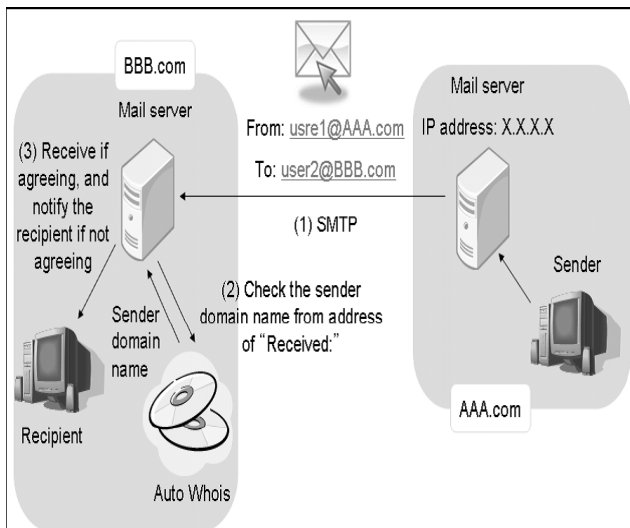 BBB.com
Mail server
(3) Receive if
agreeing, and
notify the
recipient if not
agreeing
Sender
domain
name
Recipient
Auto Whois
From: usre1@AAA.com
To: user2@BBB.com
(1) SMTP
(2) Check the sender
domain name from address
of “Received:”
Mail server
IP address: X.X.X.X
Sender
AAA.com